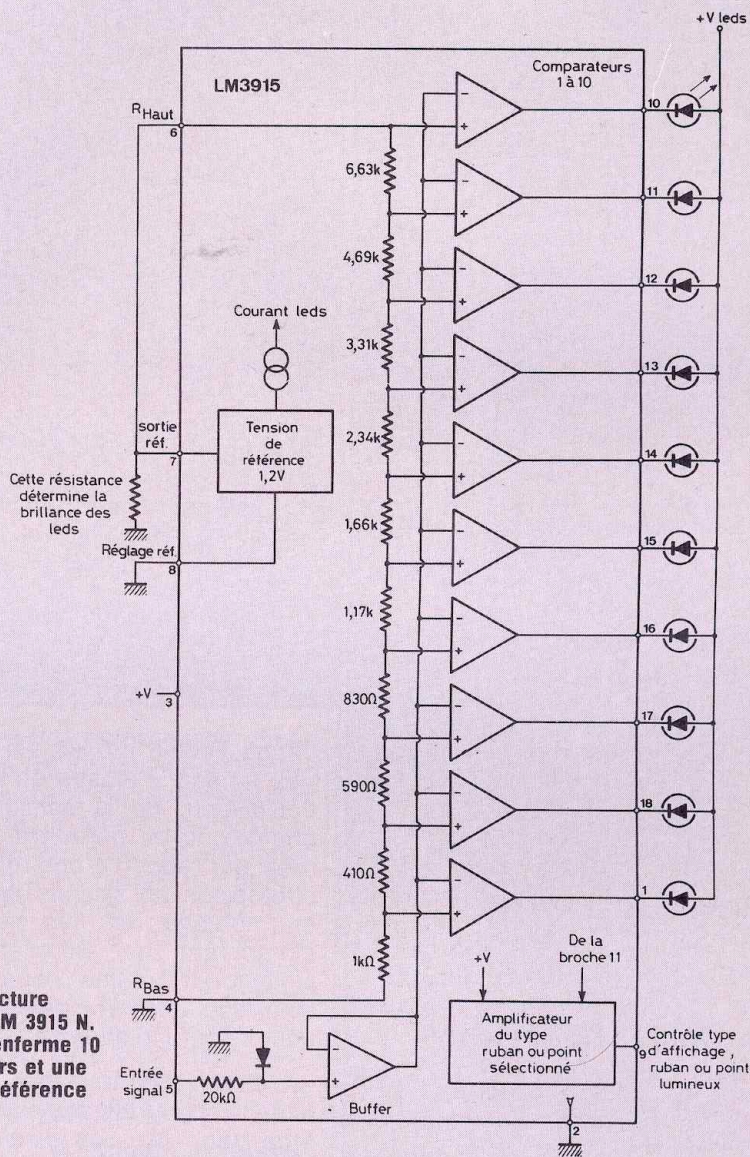 +V leds
LM3915
Comparateurs
1 à 10
RHaut
6
10
6,63k
11
4,69k
12
Courant leds
3,31k
13
sortie
réf.
7
Tension
de
référence
1,2V
2,34k
14
Cette résistance
détermine la
brillance des
leds
1,66k
15
Réglage réf.
8
1,17k
16
+V
3
830Ω
17
590Ω
18
410Ω
1
1kΩ
RBas
4
+V
De la
broche 11
Amplificateur
du type
ruban ou point
sélectionné
9
Contrôle type
d'affichage,
ruban ou point
lumineux
Entrée
signal 5
20kΩ
Buffer
2
cture
M 3915 N.
enferme 10
rs et une
éférence